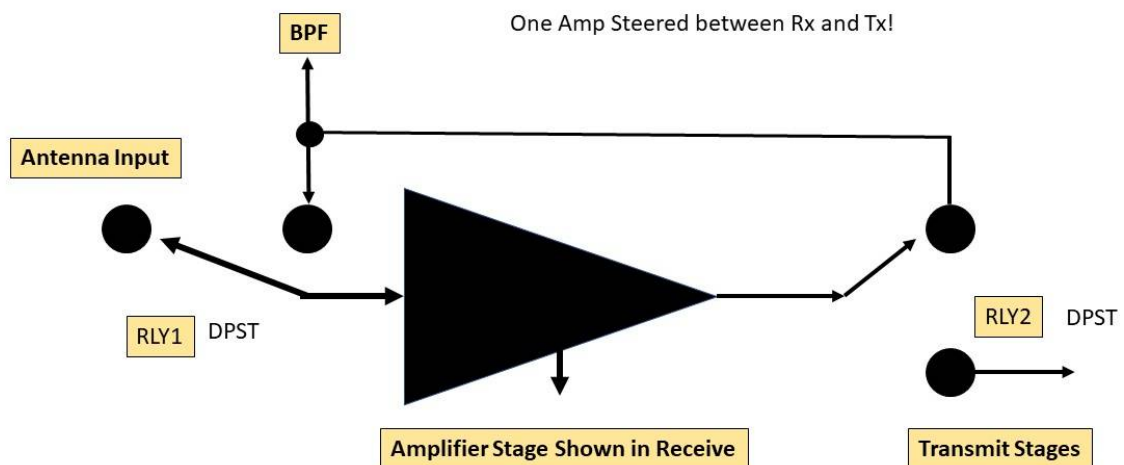 One Amp Steered between Rx and Tx!
BPF
Antenna Input
RLY1 DPST
RLY2 DPST
Amplifier Stage Shown in Receive
Transmit Stages